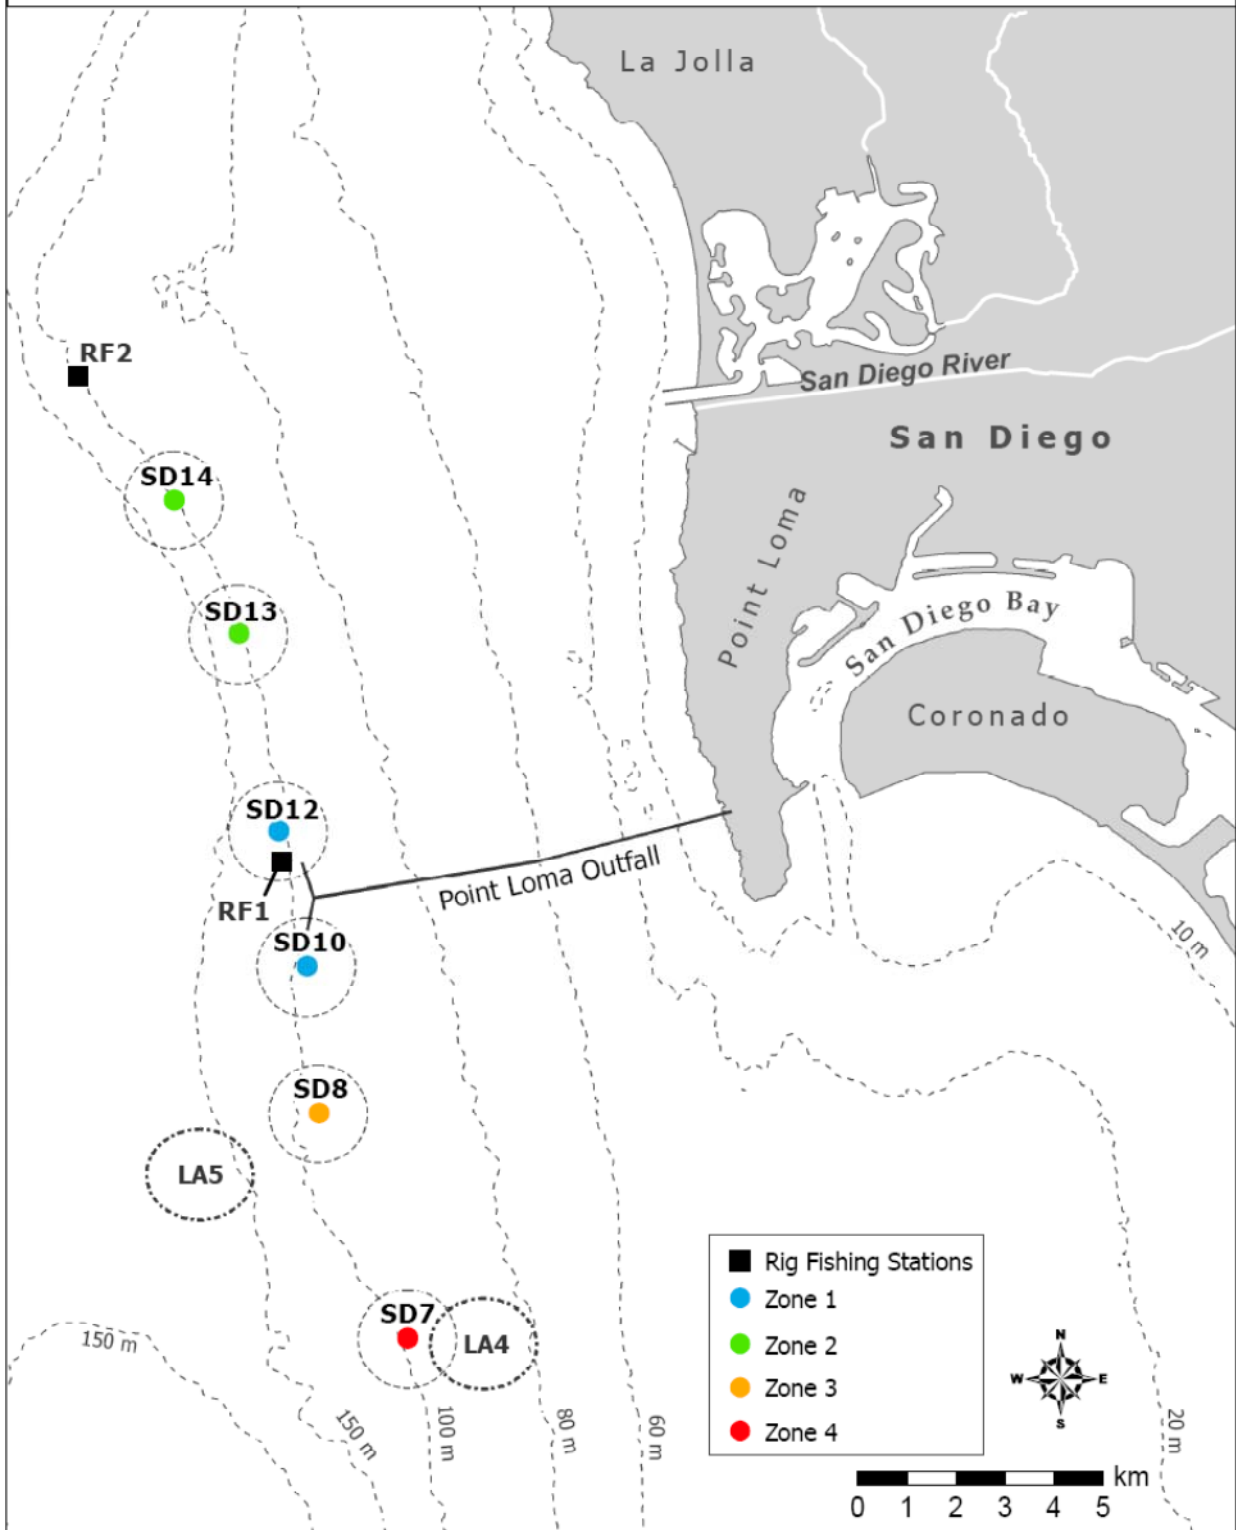 La Jolla
RF2
San Diego River
San Diego
SD14
Point Loma
SD13
San Diego Bay
Coronado
SD12
Point Loma Outfall
RF1
SD10
10 m
SD8
LA5
SD7
LA4
150 m
150 m
100 m
80 m
60 m
20 m
Rig Fishing Stations
Zone 1
Zone 2
Zone 3
Zone 4
N
W E
S
km
0 1 2 3 4 5